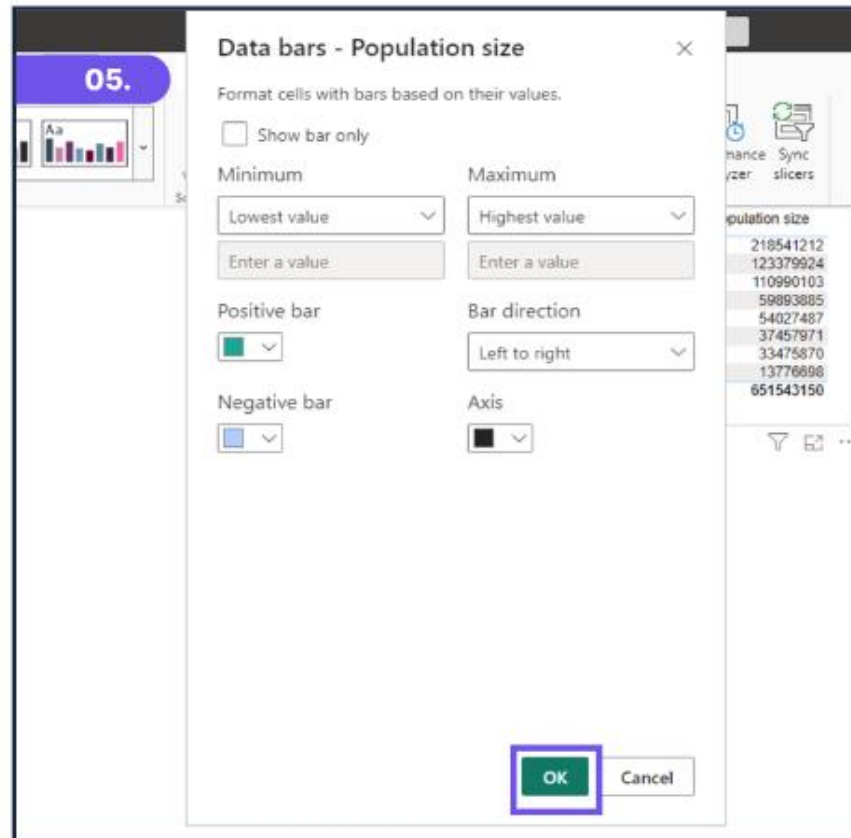 05.
Aa
Data bars - Population size
Format cells with bars based on their values.
Show bar only
Minimum
Maximum
Lowest value
Highest value
Enter a value
Enter a value
Positive bar
Bar direction
Left to right
Negative bar
Axis
OK
Cancel
Sync
slicers
size
218541212
123379924
110990103
59893885
54027487
37457971
33475870
13776698
651543150